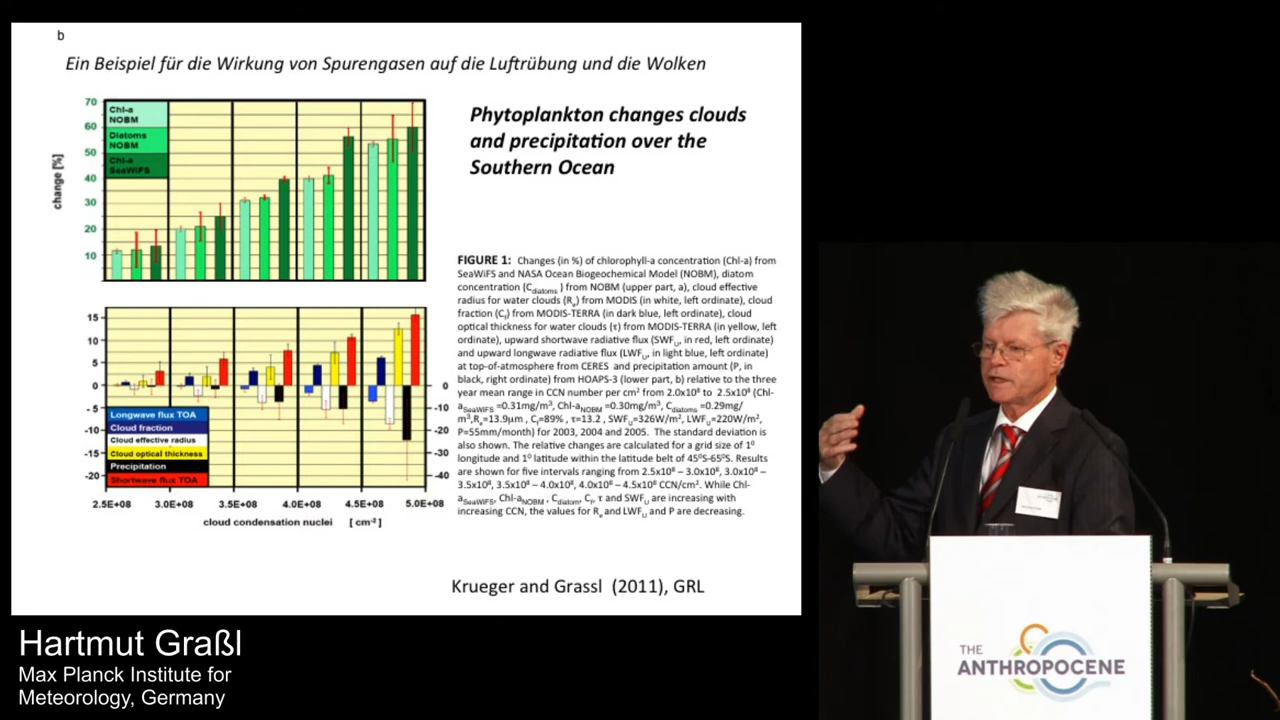 b
Ein Beispiel für die Wirkung von Spurengasen auf die Luftrübung und die Wolken
70
60
50
40
30
20
10
change [%]
Chl-a
NOBM
Diatoms
NOBM
Chl-a
SeaWiFS
Phytoplankton changes clouds
and precipitation over the
Southern Ocean
15
10
5
0
- 5
-10
-15
-20
0
-10
-20
-30
-40
Longwave flux TOA
Cloud fraction
Cloud effective radius
Cloud optical thickness
Precipitation
Shortwave flux TOA
2.5E+08 3.0E+08 3.5E+08 4.0E+08 4.5E+08 5.0E+08
cloud condensation nuclei [ cm-2 ]
FIGURE 1: Changes (in %) of chlorophyll-a concentration (Chl-a) from
SeaWiFS and NASA Ocean Biogeochemical Model (NOBM), diatom
concentration (Cdiatoms ) from NOBM (upper part, a), cloud effective
radius for water clouds (Re) from MODIS (in white, left ordinate), cloud
fraction (Cf) from MODIS-TERRA (in dark blue, left ordinate), cloud
optical thickness for water clouds (τ) from MODIS-TERRA (in yellow, left
ordinate), upward shortwave radiative flux (SWFU, in red, left ordinate)
and upward longwave radiative flux (LWFU, in light blue, left ordinate)
at top-of-atmosphere from CERES and precipitation amount (P, in
black, right ordinate) from HOAPS-3 (lower part, b) relative to the three
year mean range in CCN number per cm² from 2.0x10⁸ to 2.5x10⁸ (Chl-
aSeaWiFS =0.31mg/m³, Chl-aNOBM =0.30mg/m³, Cdiatoms =0.29mg/
m³,Re=13.9µm , Cf=89% , τ=13.2 , SWFU=326W/m², LWFU=220W/m²,
P=55mm/month) for 2003, 2004 and 2005. The standard deviation is
also shown. The relative changes are calculated for a grid size of 1⁰
longitude and 1⁰ latitude within the latitude belt of 45⁰S-65⁰S. Results
are shown for five intervals ranging from 2.5x10⁸ – 3.0x10⁸, 3.0x10⁸ –
3.5x10⁸, 3.5x10⁸ – 4.0x10⁸, 4.0x10⁸ – 4.5x10⁸ CCN/cm². While Chl-
aSeaWiFS, Chl-aNOBM , Cdiatom, Cf, τ and SWFU are increasing with
increasing CCN, the values for Re and LWFU and P are decreasing.
Krueger and Grassl (2011), GRL
Hartmut Graßl
Max Planck Institute for
Meteorology, Germany
THE
ANTHROPOCENE